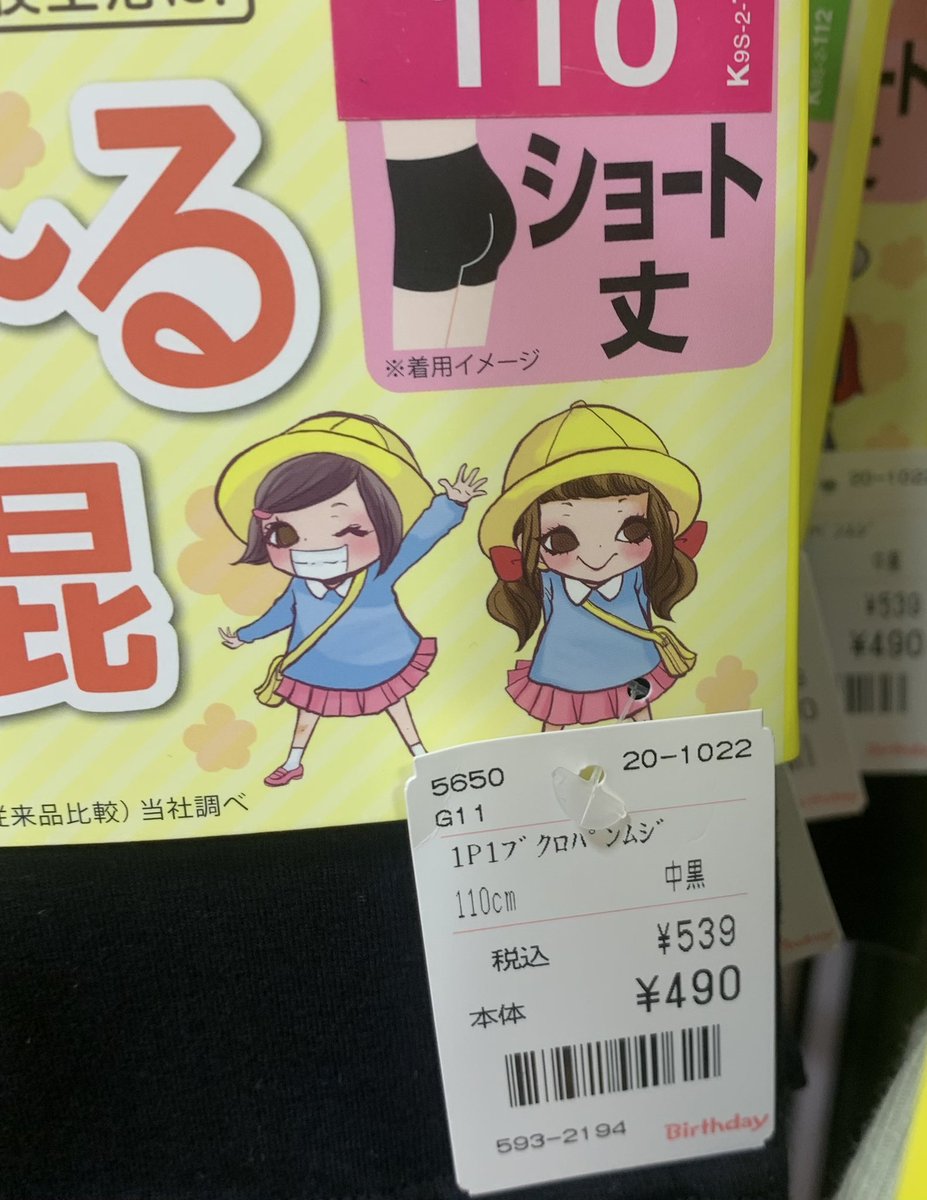 110
K9S-2-
~る
ショート
丈
※着用イメージ
混
従来品比較)当社調べ
5650
20-1022
G11
1P1ブクロパンムジ
110cm
中黒
税込
¥539
本体
¥490
593-2194
Birthday
20-1022
¥539
¥490